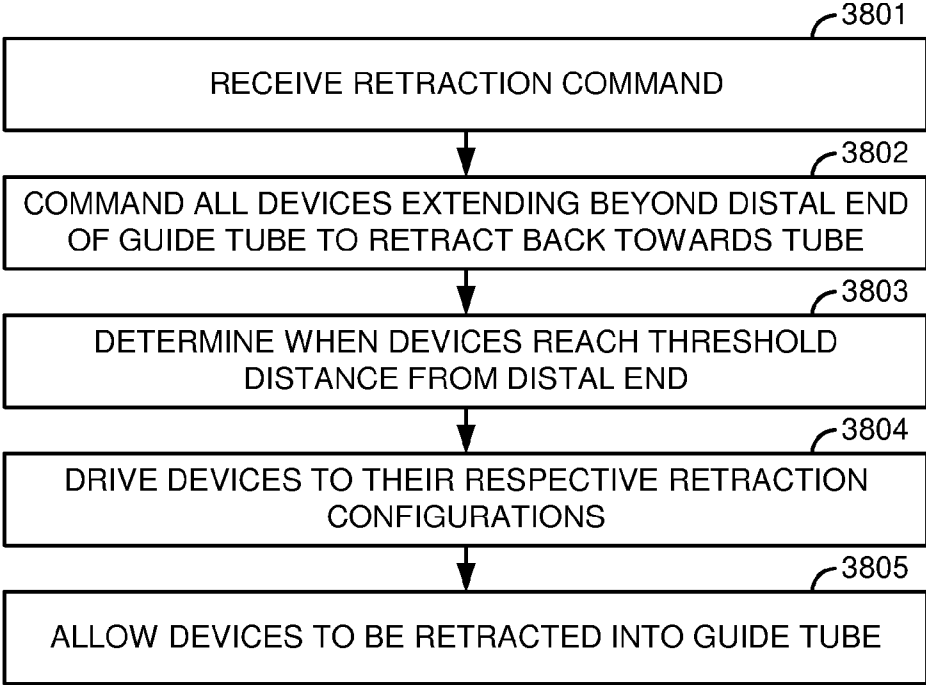 3801
RECEIVE RETRACTION COMMAND
3802
COMMAND ALL DEVICES EXTENDING BEYOND DISTAL END
OF GUIDE TUBE TO RETRACT BACK TOWARDS TUBE
3803
DETERMINE WHEN DEVICES REACH THRESHOLD
DISTANCE FROM DISTAL END
3804
DRIVE DEVICES TO THEIR RESPECTIVE RETRACTION
CONFIGURATIONS
3805
ALLOW DEVICES TO BE RETRACTED INTO GUIDE TUBE